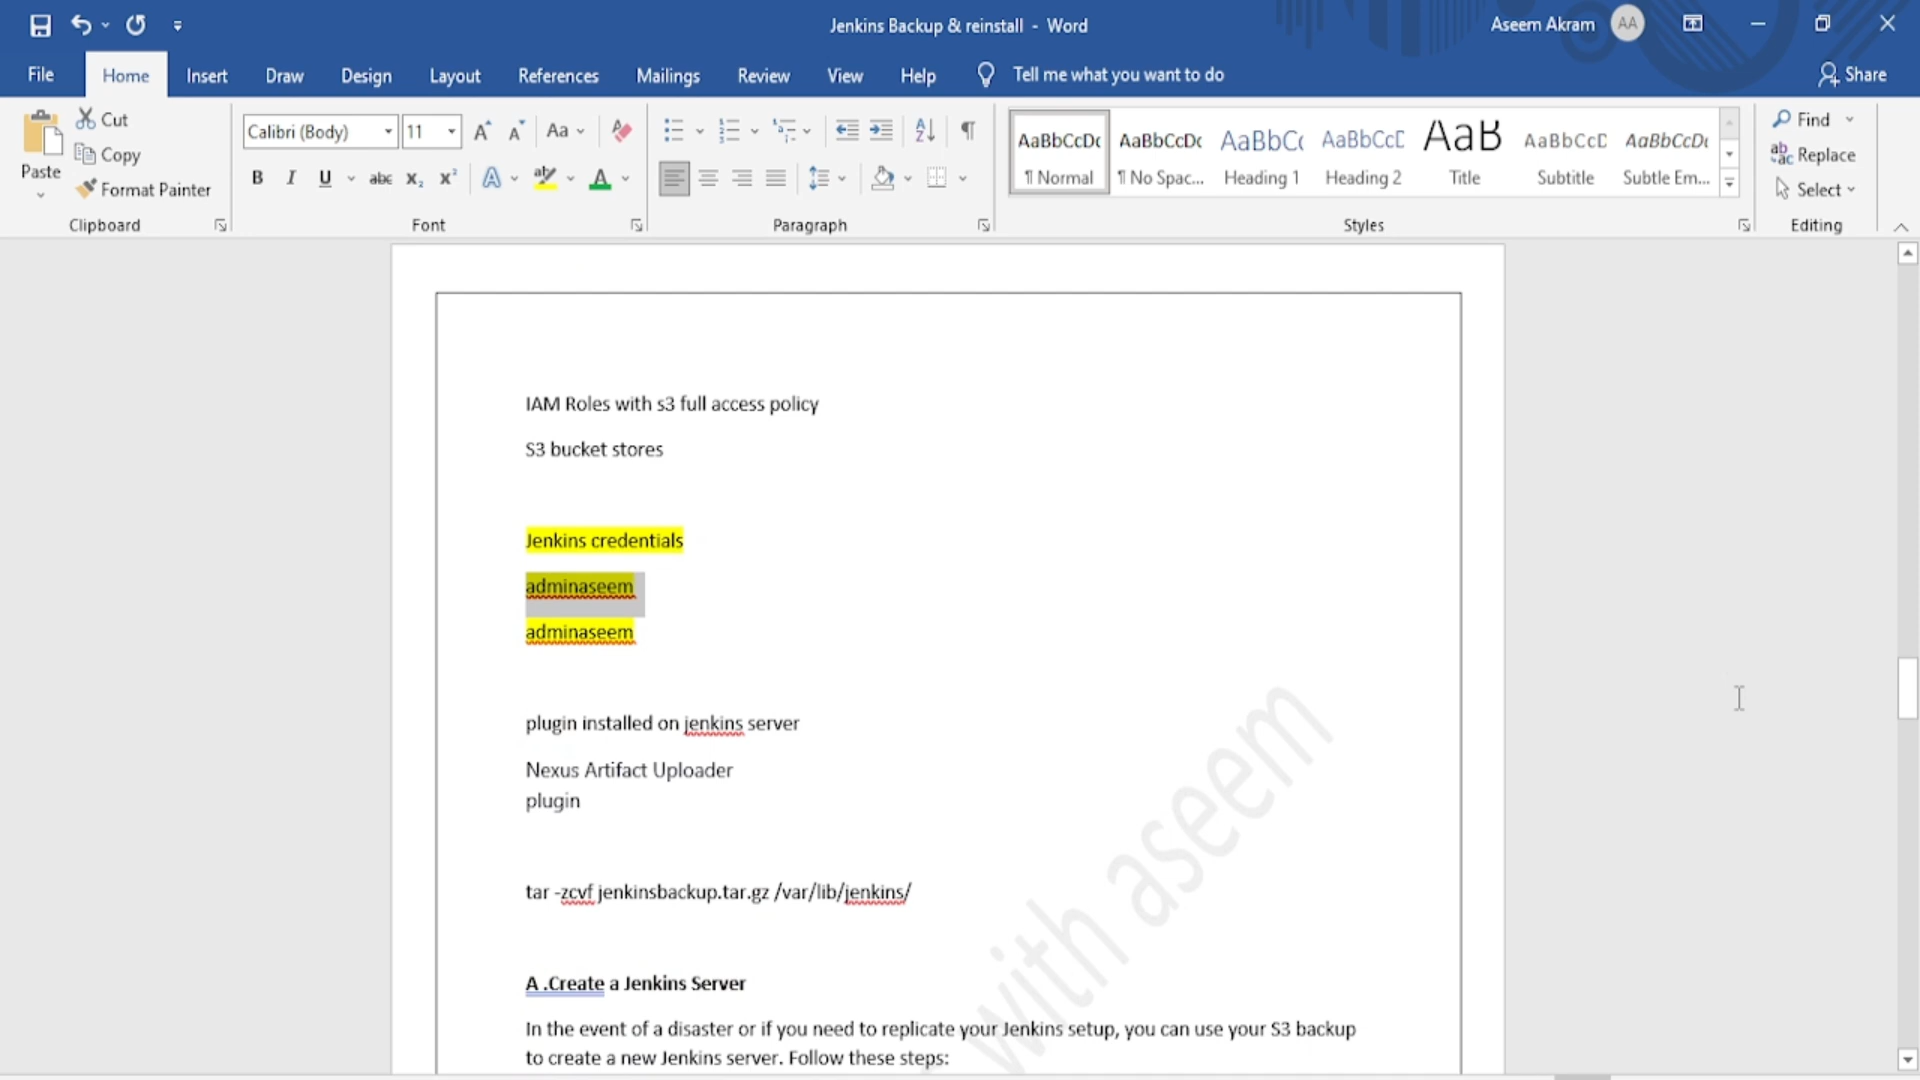 Jenkins Backup & reinstall - Word
Aseem Akram
AA
File
Home
Insert
Draw
Design
Layout
References
Mailings
Review
View
Help
Tell me what you want to do
Share
Paste
Cut
Copy
Format Painter
Clipboard
Calibri (Body)
11
Font
Paragraph
AaBbCcDc
¶ Normal
AaBbCcDc
¶ No Spac...
AaBbCc
Heading 1
AaBbCcD
Heading 2
AaB
Title
AaBbCcD
Subtitle
AaBbCcDc
Subtle Em...
Styles
Find
Replace
Select
Editing
IAM Roles with s3 full access policy
S3 bucket stores
Jenkins credentials
adminaseem
adminaseem
plugin installed on jenkins server
Nexus Artifact Uploader
plugin
tar -zcvf jenkinsbackup.tar.gz /var/lib/jenkins/
A .Create a Jenkins Server
In the event of a disaster or if you need to replicate your Jenkins setup, you can use your S3 backup
to create a new Jenkins server. Follow these steps:
with aseem